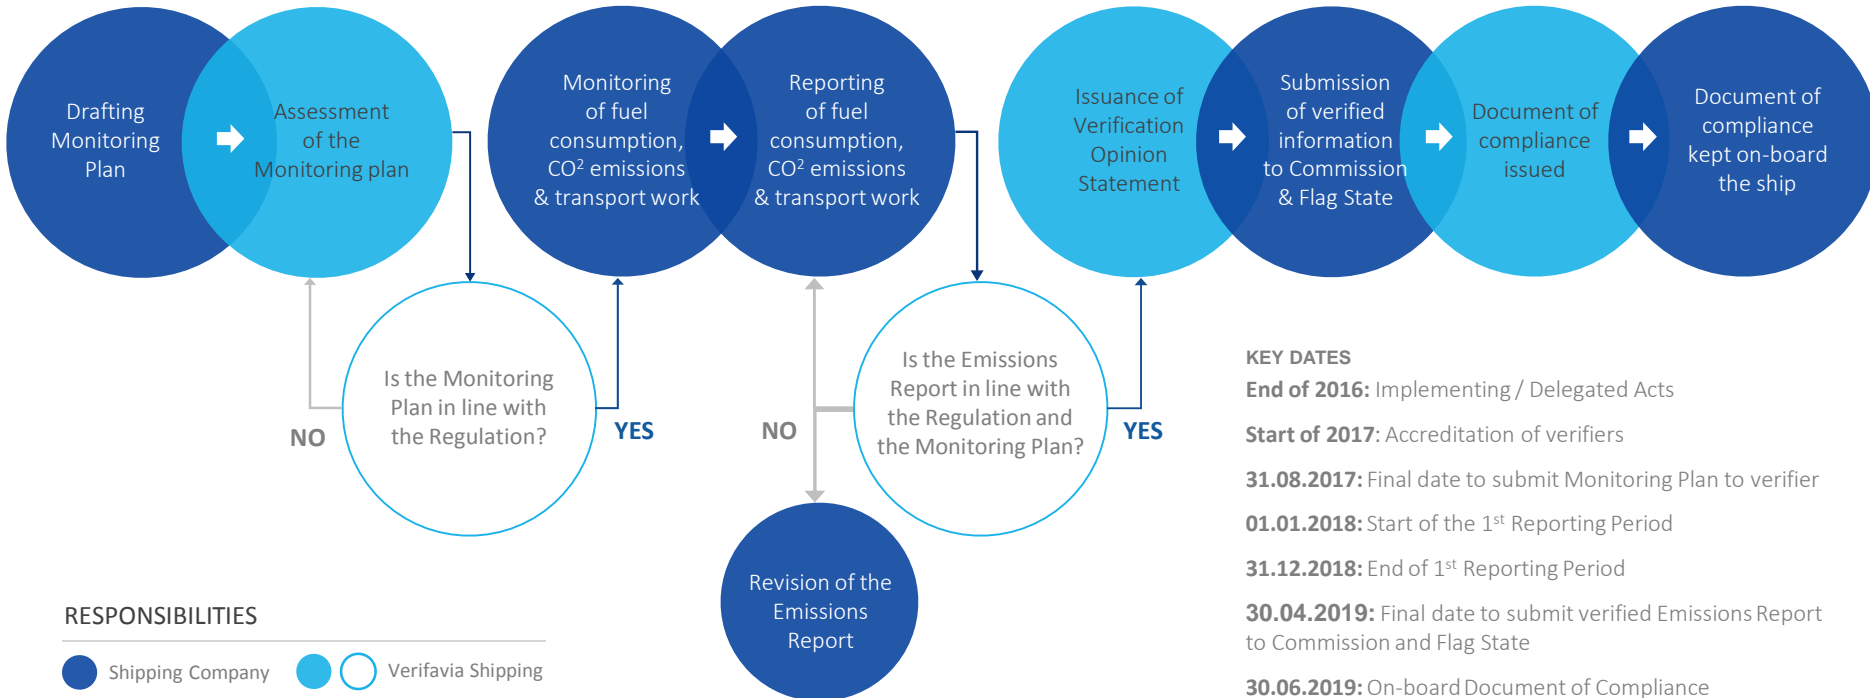 Drafting
Monitoring
Plan
Assessment
of the
Monitoring plan
Monitoring
of fuel
consumption,
CO² emissions
& transport work
Reporting
of fuel
consumption,
CO² emissions
& transport work
Issuance of
Verification
Opinion
Statement
Submission
of verified
information
to Commission
& Flag State
Document of
compliance
issued
Document of
compliance
kept on-board
the ship
Is the Monitoring
Plan in line with
the Regulation?
NO
YES
Is the Emissions
Report in line with
the Regulation and
the Monitoring Plan?
NO
YES
Revision of the
Emissions
Report
KEY DATES
End of 2016: Implementing / Delegated Acts
Start of 2017: Accreditation of verifiers
31.08.2017: Final date to submit Monitoring Plan to verifier
01.01.2018: Start of the 1st Reporting Period
31.12.2018: End of 1st Reporting Period
30.04.2019: Final date to submit verified Emissions Report
to Commission and Flag State
30.06.2019: On-board Document of Compliance
RESPONSIBILITIES
Shipping Company
Verifavia Shipping